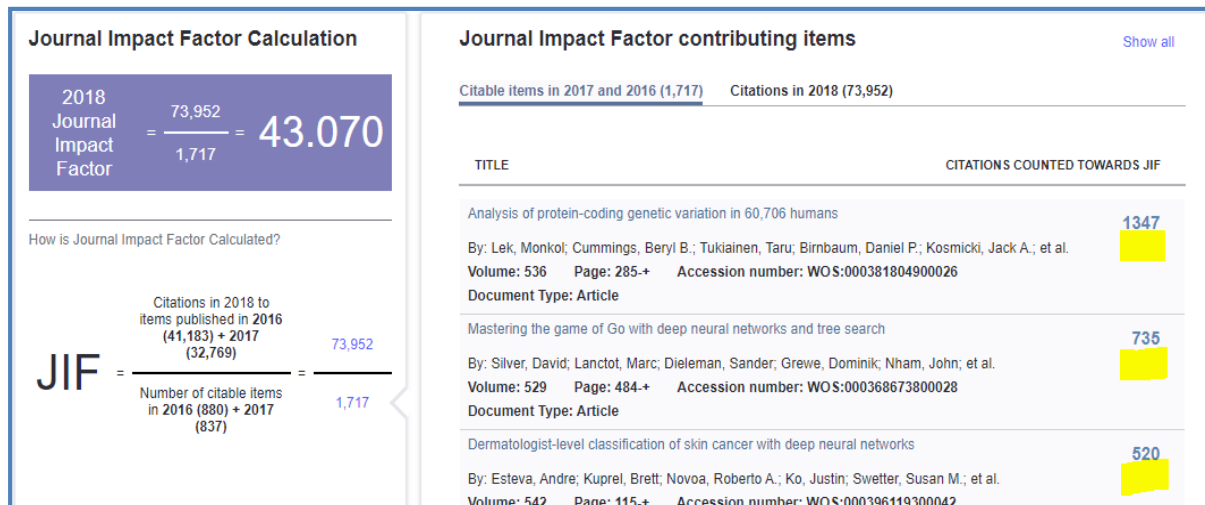 Journal Impact Factor Calculation
2018
Journal
Impact
Factor
=
73,952
1,717
=
43.070
How is Journal Impact Factor Calculated?
JIF
=
Citations in 2018 to
items published in 2016
(41,183) + 2017
(32,769)
Number of citable items
in 2016 (880) + 2017
(837)
=
73,952
1,717
Journal Impact Factor contributing items
Show all
Citable items in 2017 and 2016 (1,717) Citations in 2018 (73,952)
TITLE CITATIONS COUNTED TOWARDS JIF
Analysis of protein-coding genetic variation in 60,706 humans
1347
By: Lek, Monkol; Cummings, Beryl B.; Tukiainen, Taru; Birnbaum, Daniel P.; Kosmicki, Jack A.; et al.
Volume: 536 Page: 285-+ Accession number: WOS:000381804900026
Document Type: Article
Mastering the game of Go with deep neural networks and tree search
735
By: Silver, David; Lanctot, Marc; Dieleman, Sander; Grewe, Dominik; Nham, John; et al.
Volume: 529 Page: 484-+ Accession number: WOS:000368673800028
Document Type: Article
Dermatologist-level classification of skin cancer with deep neural networks
520
By: Esteva, Andre; Kuprel, Brett; Novoa, Roberto A.; Ko, Justin; Swetter, Susan M.; et al.
Volume: 542 Page: 115-+ Accession number: WOS:000396119300042